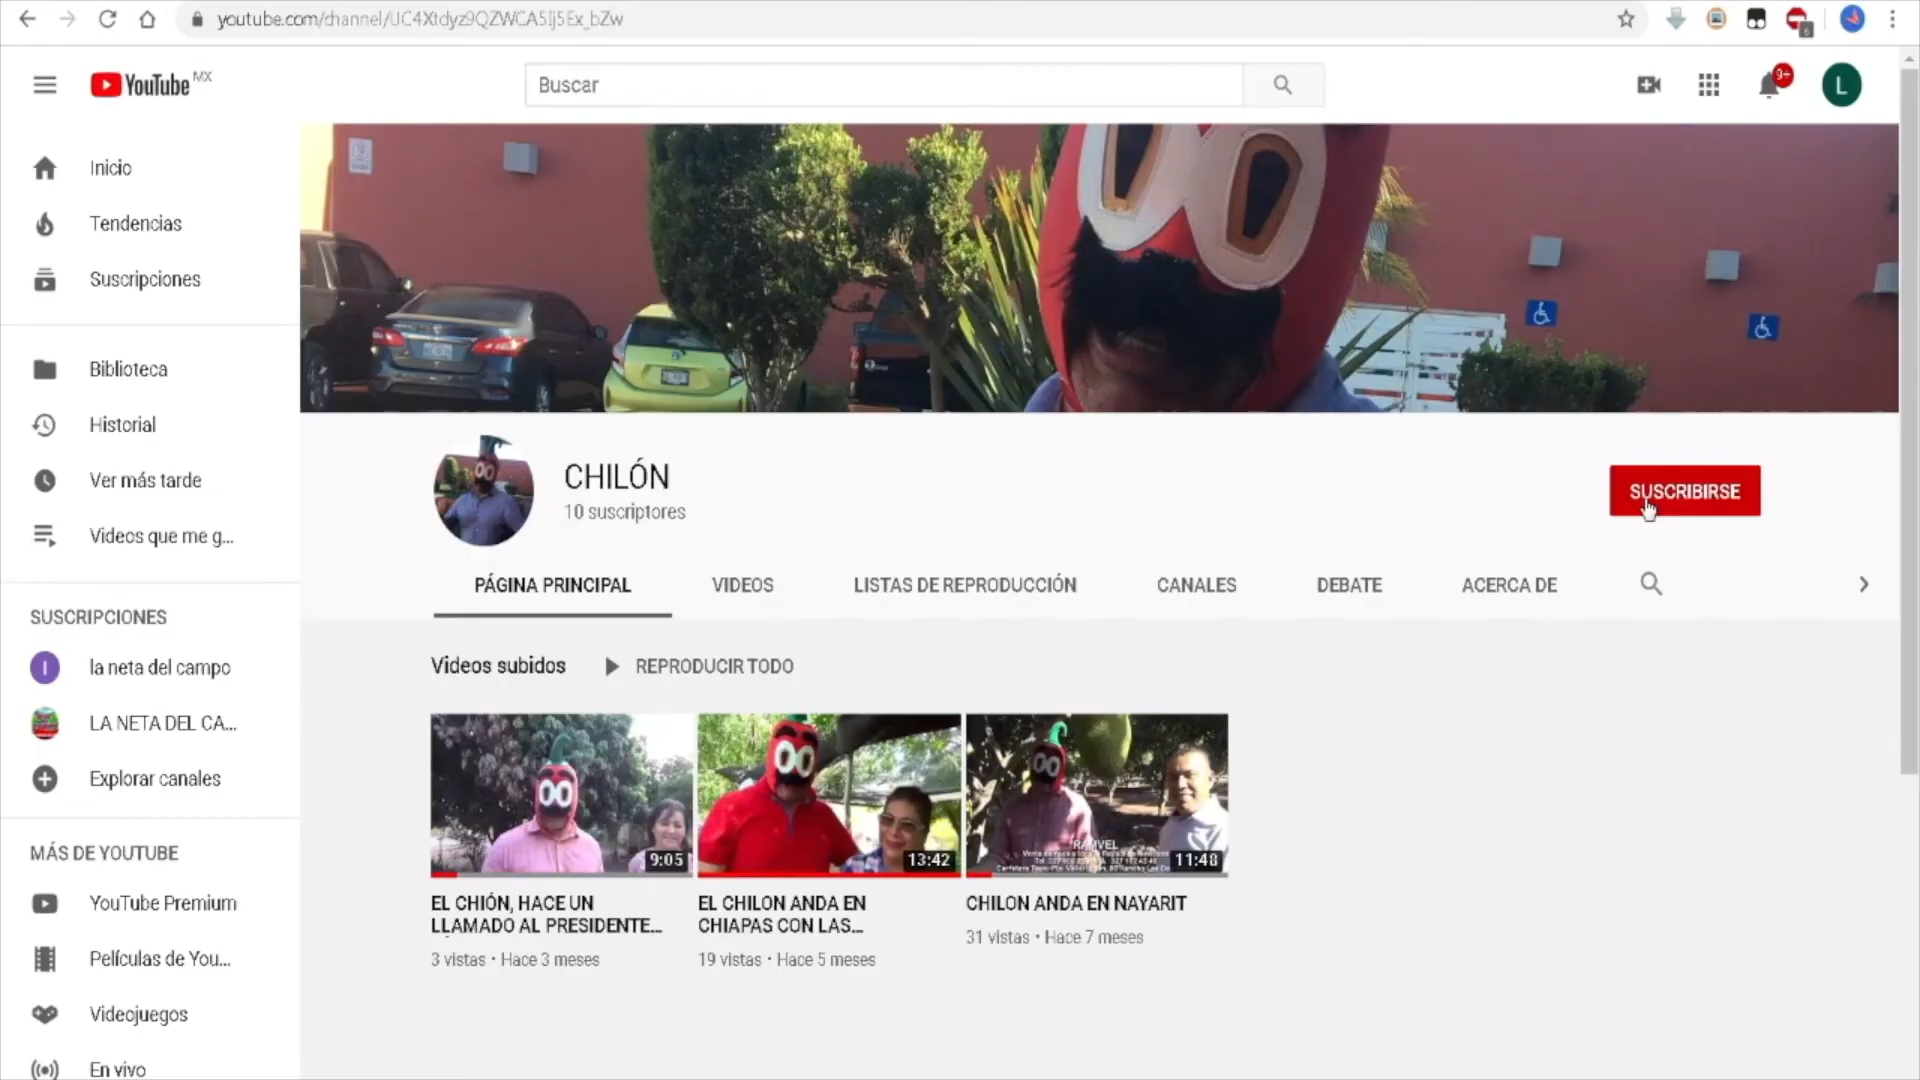 youtube.com/channel/UC4Xtdyz9QZWCA5Ij5Ex_bZw
YouTube MX
Buscar
9+
L
Inicio
Tendencias
Suscripciones
Biblioteca
Historial
Ver más tarde
Videos que me g...
SUSCRIPCIONES
la neta del campo
LA NETA DEL CA...
Explorar canales
MÁS DE YOUTUBE
YouTube Premium
Películas de You...
Videojuegos
En vivo
CHILÓN
10 suscriptores
SUSCRIBIRSE
PÁGINA PRINCIPAL
VIDEOS
LISTAS DE REPRODUCCIÓN
CANALES
DEBATE
ACERCA DE
Videos subidos
REPRODUCIR TODO
9:05
EL CHIÓN, HACE UN
LLAMADO AL PRESIDENTE...
3 vistas • Hace 3 meses
13:42
EL CHILON ANDA EN
CHIAPAS CON LAS...
19 vistas • Hace 5 meses
RAMVEL
11:48
CHILON ANDA EN NAYARIT
31 vistas • Hace 7 meses